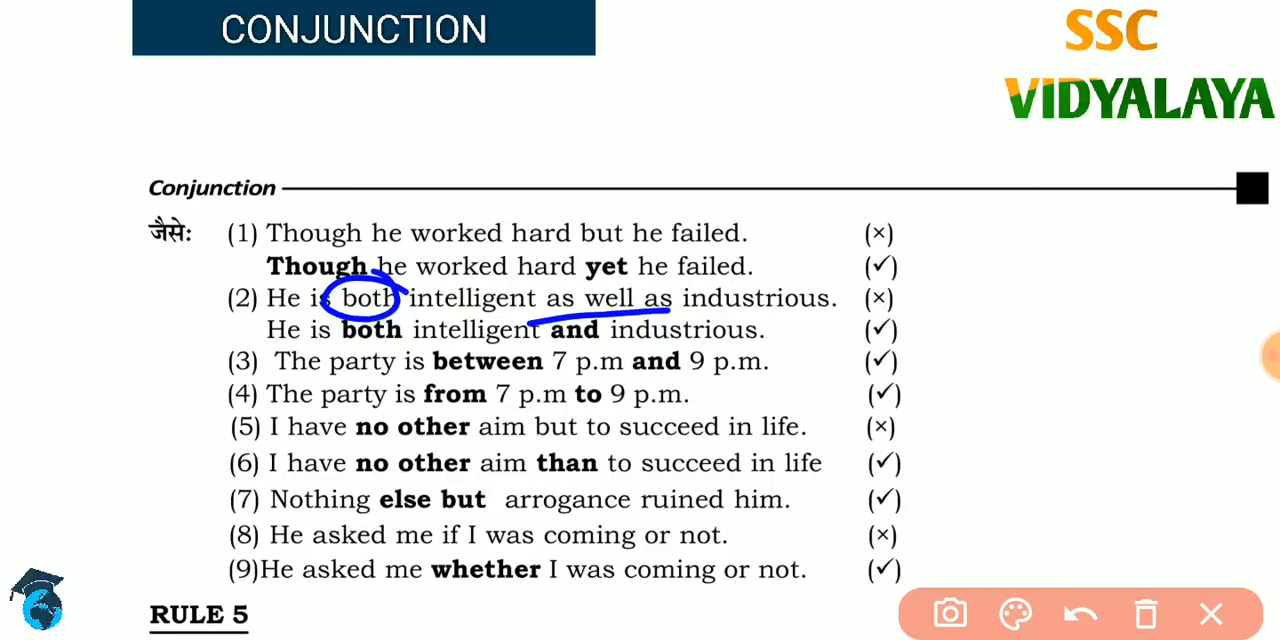 CONJUNCTION
SSC
VIDYALAYA
Conjunction
जैसेः (1) Though he worked hard but he failed. (×)
Though he worked hard yet he failed. (✓)
(2) He is both intelligent as well as industrious. (×)
He is both intelligent and industrious. (✓)
(3) The party is between 7 p.m and 9 p.m. (✓)
(4) The party is from 7 p.m to 9 p.m. (✓)
(5) I have no other aim but to succeed in life. (×)
(6) I have no other aim than to succeed in life (✓)
(7) Nothing else but arrogance ruined him. (✓)
(8) He asked me if I was coming or not. (×)
(9)He asked me whether I was coming or not. (✓)
RULE 5